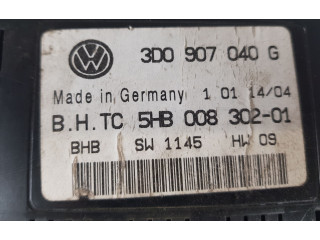 3D0 907 040 G
Made in Germany 1 01 14/04
B.H.TC 5HB 008 302-01
BHB SW 1145 HW 09